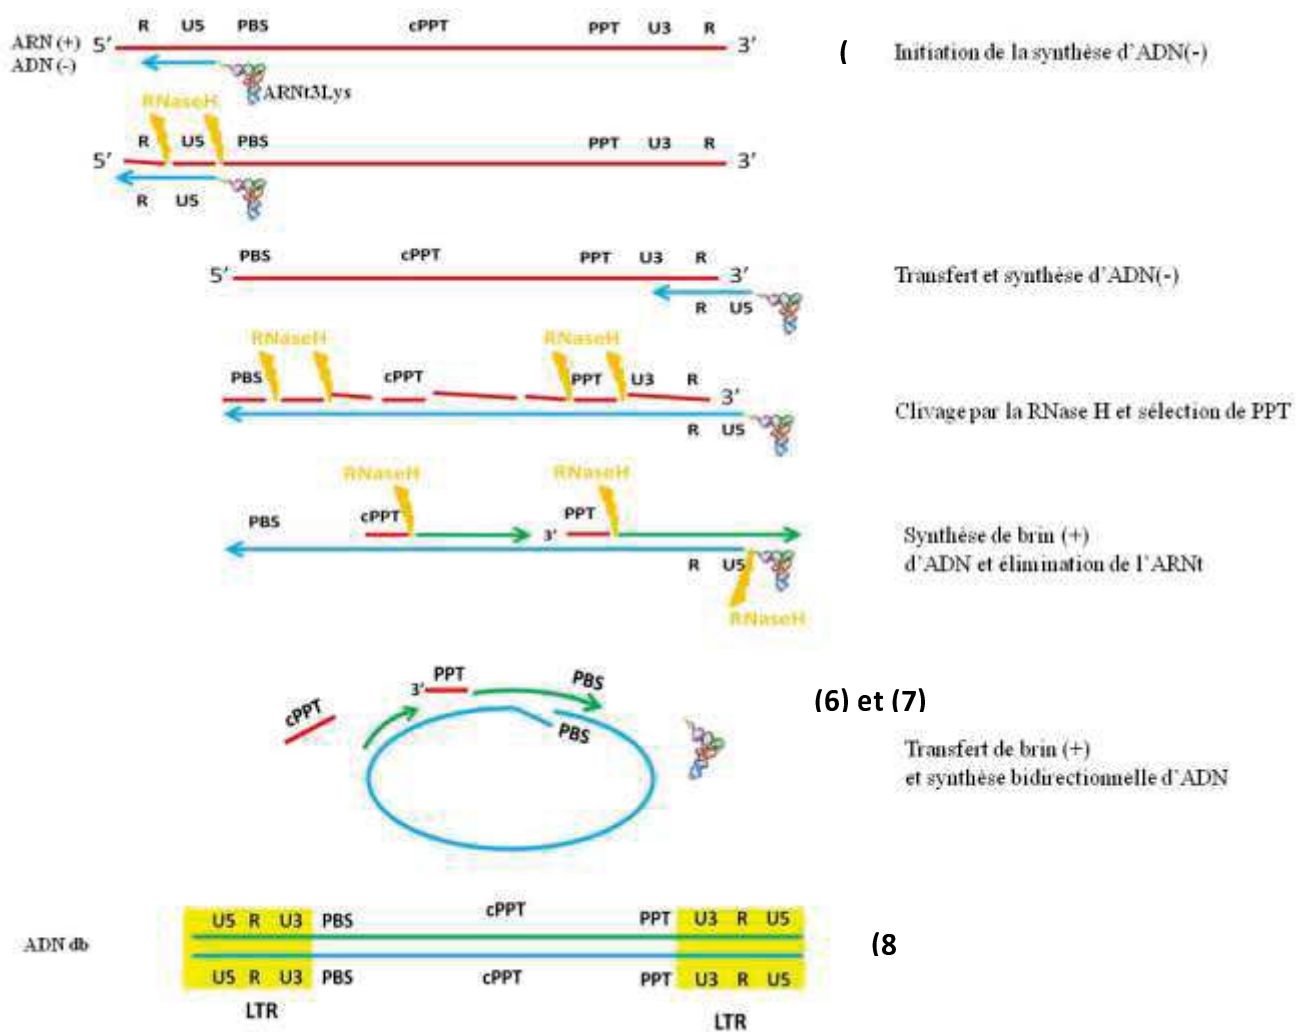 R U5 PBS cPPT PPT U3 R
ARN (+) 5' 3' ( Initiation de la synthèse d'ADN(-)
ADN (-)
ARNt3Lys
RNaseH
R U5 PBS PPT U3 R
5' 3'
R U5
PBS cPPT PPT U3 R
5' 3' Transfert et synthèse d'ADN(-)
R U5
RNaseH RNaseH
PBS cPPT PPT U3 R
3' Clivage par la RNase H et sélection de PPT
R U5
RNaseH RNaseH
PBS cPPT PPT
3' Synthèse de brin (+)
R U5 d'ADN et élimination de l'ARNt
RNaseH
PPT PBS
3' (6) et (7)
cPPT
PBS Transfert de brin (+)
et synthèse bidirectionnelle d'ADN
cPPT
U5 R U3 PBS PPT U3 R U5
ADN db (8
U5 R U3 PBS cPPT PPT U3 R U5
LTR LTR